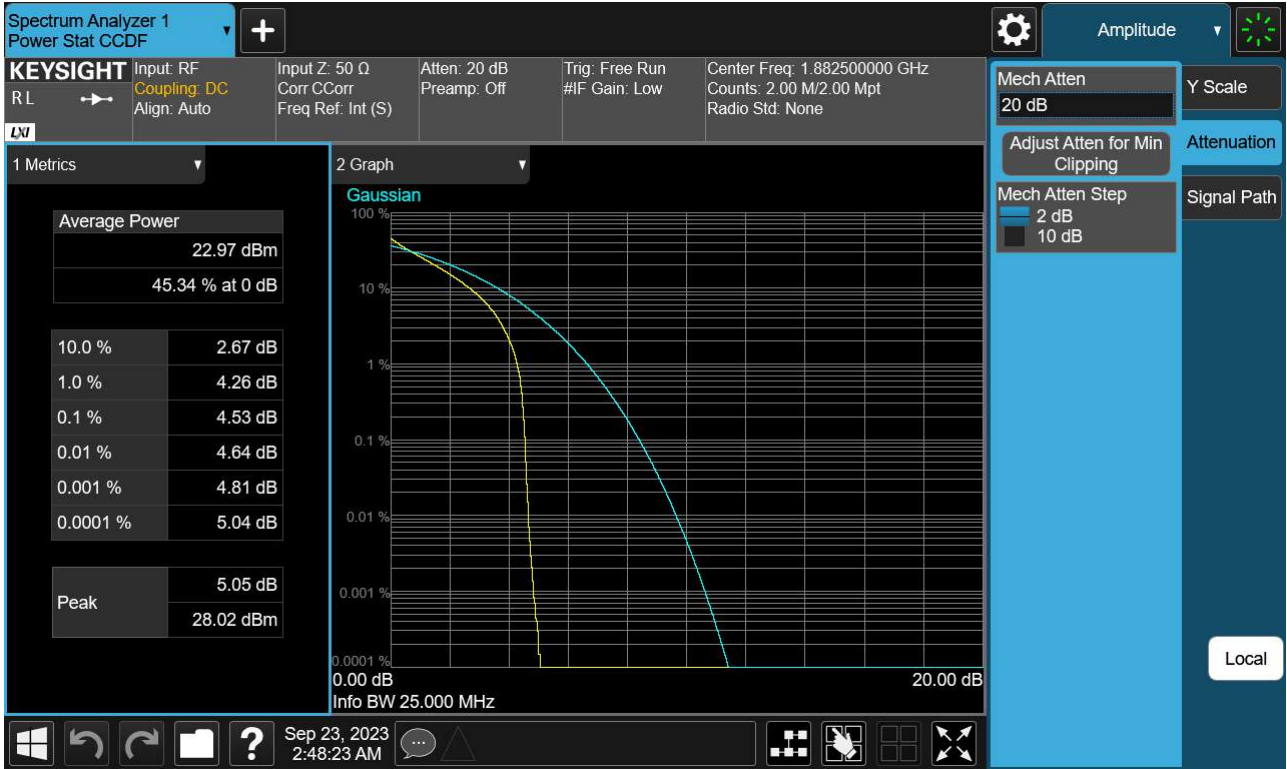 Spectrum Analyzer 1
Power Stat CCDF
+
Amplitude
KEYSIGHT
RL
LXI
Input: RF
Coupling: DC
Align: Auto
Input Z: 50 Ω
Corr CCorr
Freq Ref: Int (S)
Atten: 20 dB
Preamp: Off
Trig: Free Run
#IF Gain: Low
Center Freq: 1.882500000 GHz
Counts: 2.00 M/2.00 Mpt
Radio Std: None
Mech Atten
20 dB
Adjust Atten for Min
Clipping
Mech Atten Step
2 dB
10 dB
Y Scale
Attenuation
Signal Path
Local
1 Metrics
Average Power
22.97 dBm
45.34 % at 0 dB
10.0 % 2.67 dB
1.0 % 4.26 dB
0.1 % 4.53 dB
0.01 % 4.64 dB
0.001 % 4.81 dB
0.0001 % 5.04 dB
Peak
5.05 dB
28.02 dBm
2 Graph
Gaussian
100 %
10 %
1 %
0.1 %
0.01 %
0.001 %
0.0001 %
0.00 dB 20.00 dB
Info BW 25.000 MHz
?
Sep 23, 2023
2:48:23 AM